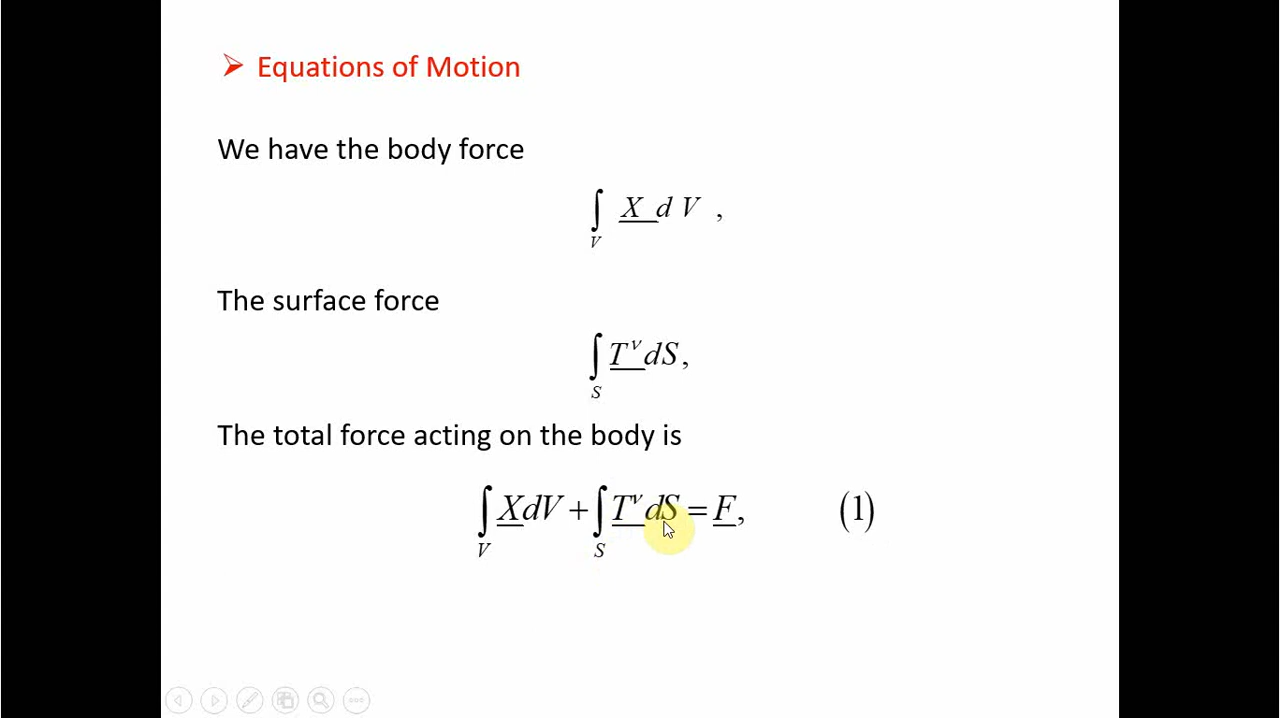 ➢ Equations of Motion
We have the body force
∫_V X̲ d V ,
The surface force
∫_S T̲^ν dS,
The total force acting on the body is
∫_V X̲dV + ∫_S T̲^ν dS = F̲, (1)